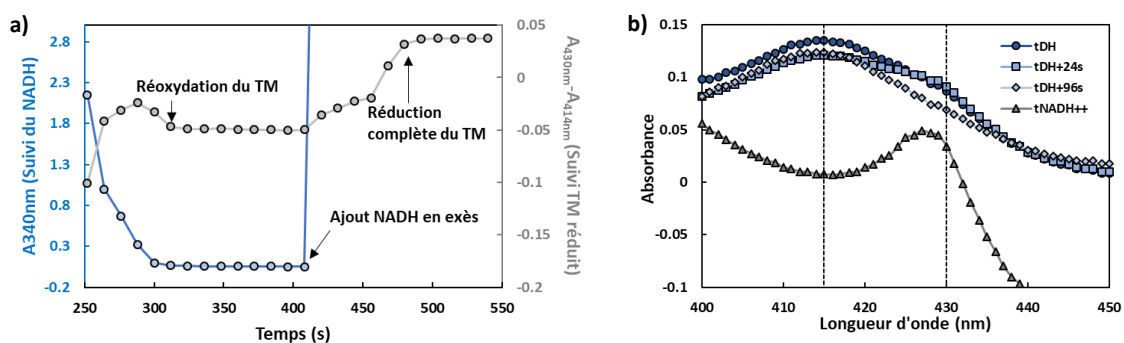 a)
A340nm (Suivi du NADH)
2.8
2.3
1.8
1.3
0.8
0.3
-0.2
Réoxydation du TM
Réduction
complète du TM
Ajout NADH en exès
0.05
0
-0.05
-0.1
-0.15
-0.2
A430nm-A414nm (Suivi TM réduit)
250 300 350 400 450 500 550
Temps (s)
b)
Absorbance
0.15
0.1
0.05
0
-0.05
-0.1
tDH
tDH+24s
tDH+96s
tNADH++
400 410 420 430 440 450
Longueur d'onde (nm)